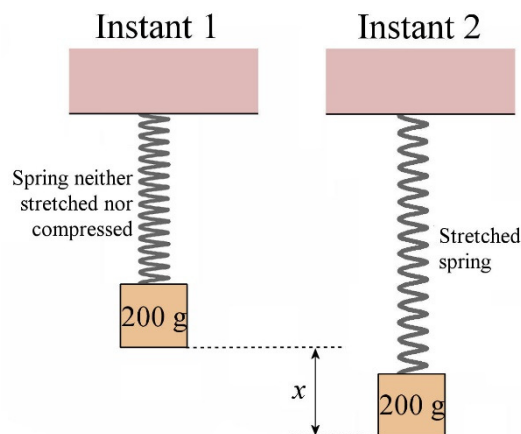 Instant 1
Instant 2
Spring neither
stretched nor
compressed
Stretched
spring
200 g
x
200 g